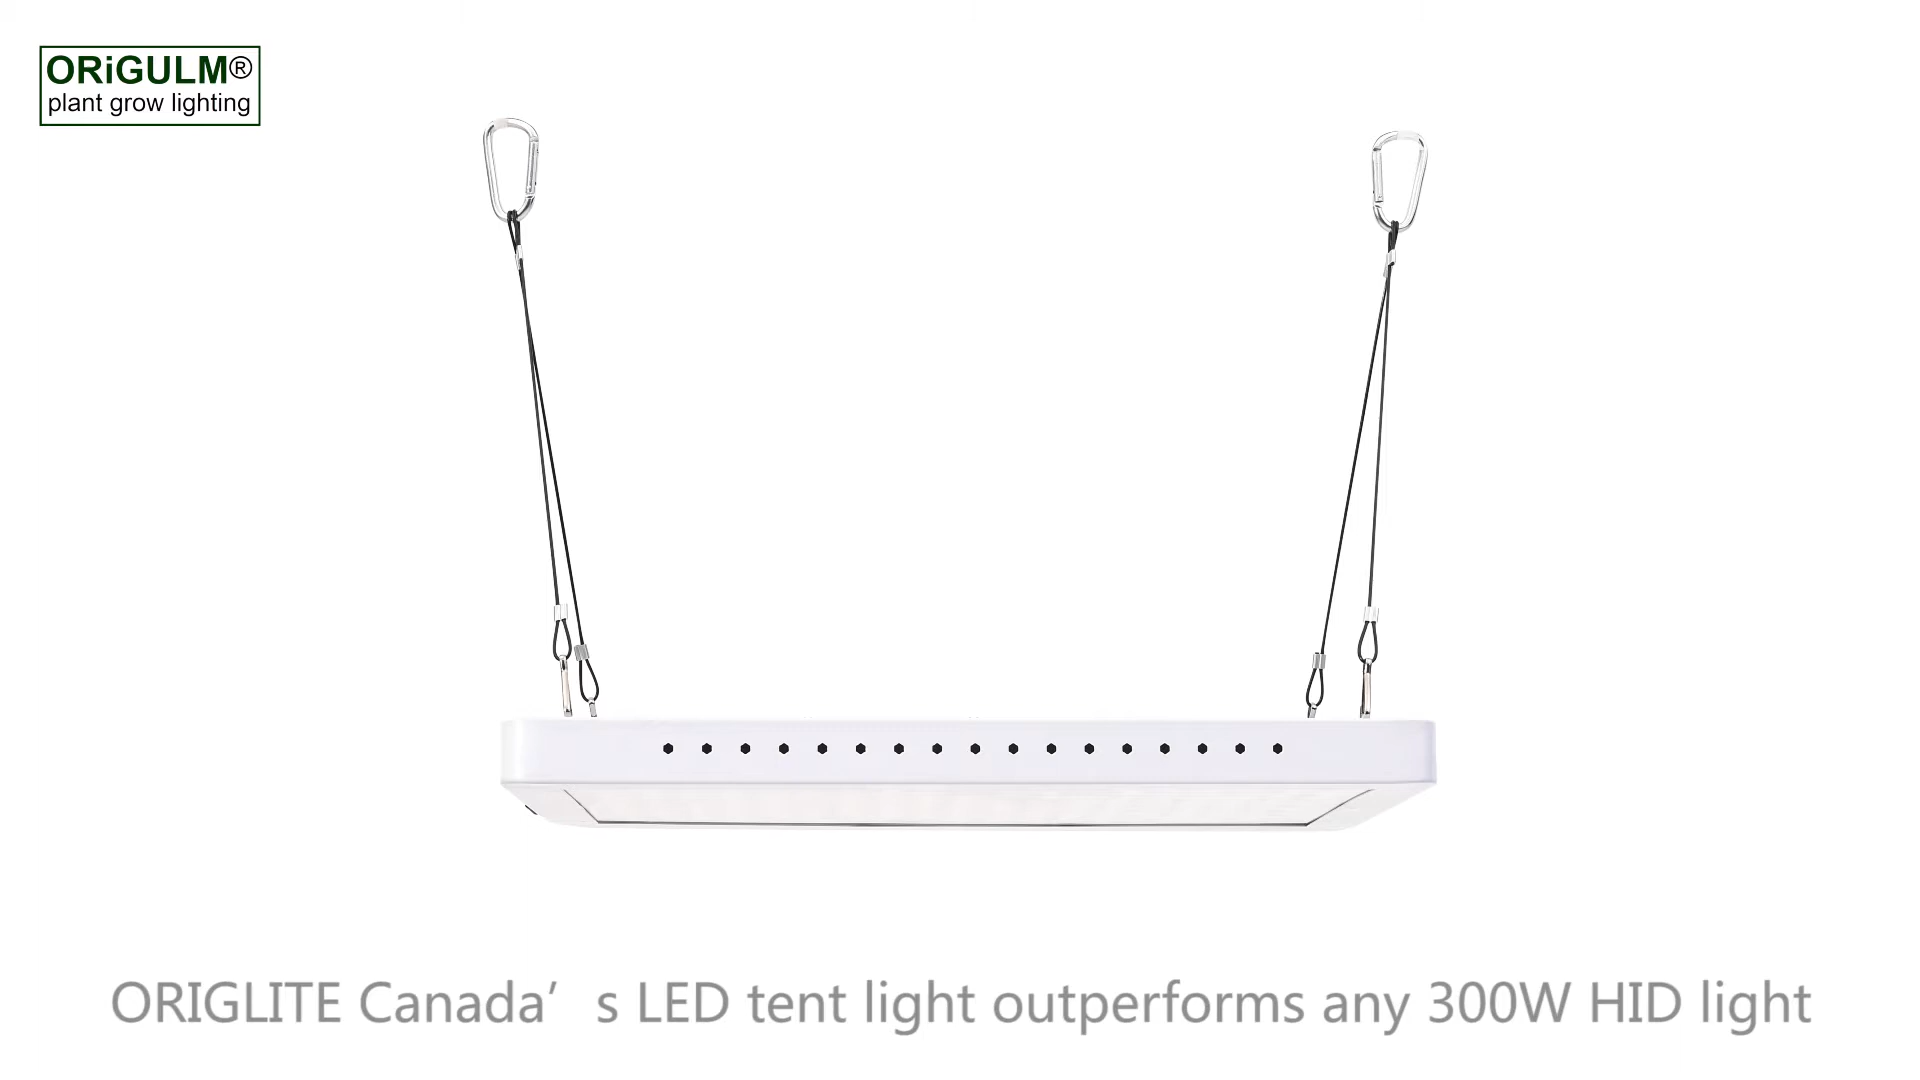 ORiGULM®
plant grow lighting
ORIGLITE Canada’s LED tent light outperforms any 300W HID light